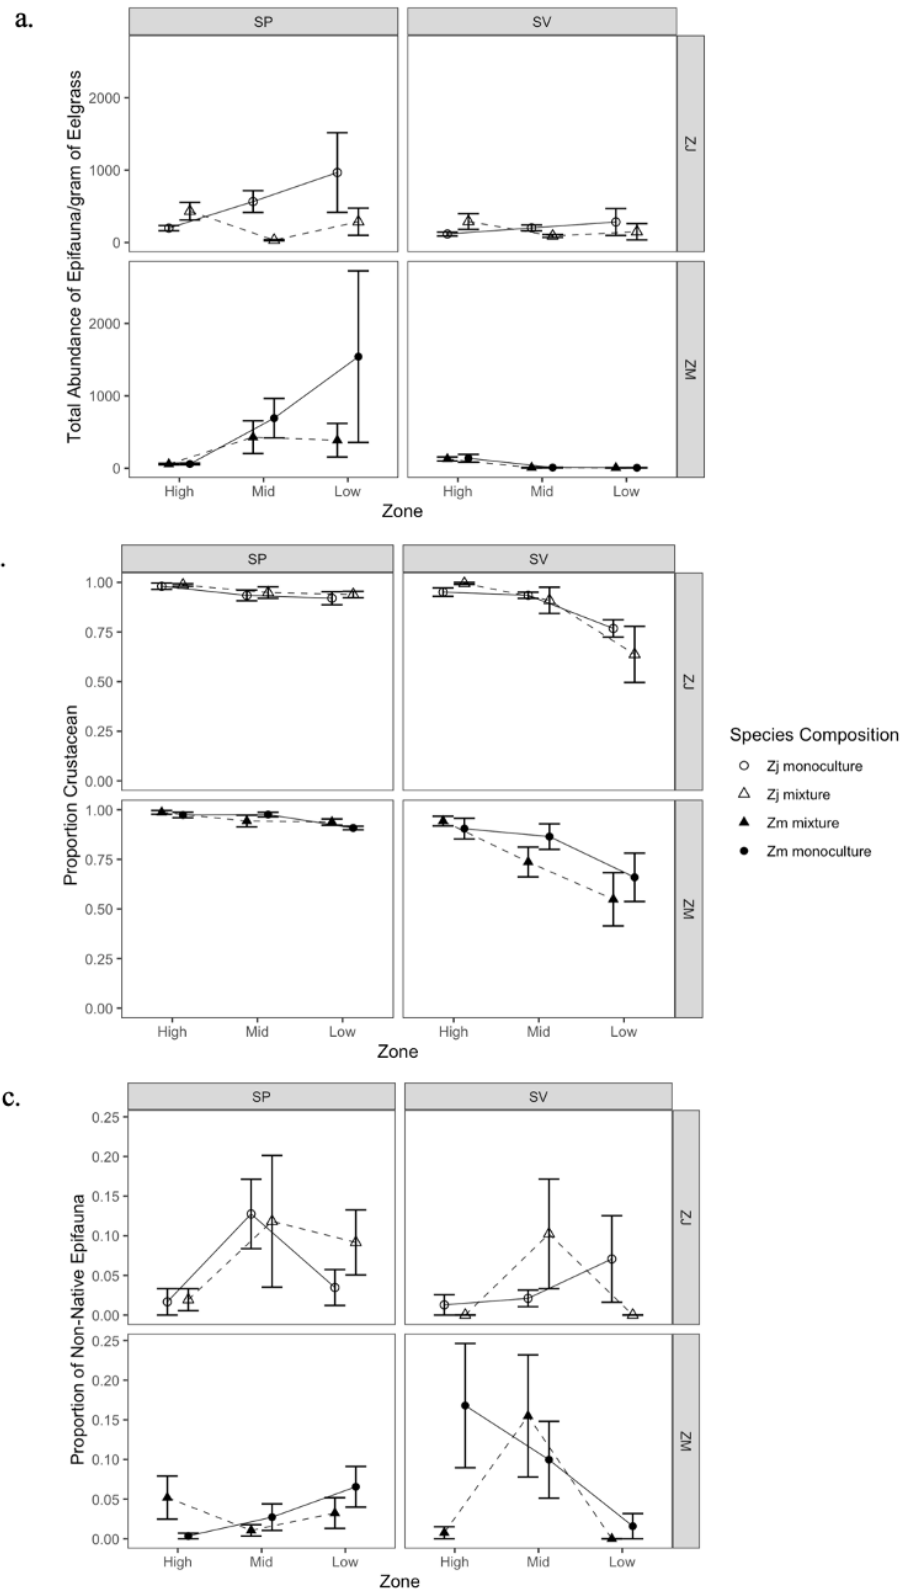 a.
SP SV
2000
1000
0
ZJ
2000
1000
0
ZM
Total Abundance of Epifauna/gram of Eelgrass
High Mid Low High Mid Low
Zone
.
SP SV
1.00
0.75
0.50
0.25
0.00
ZJ
1.00
0.75
0.50
0.25
0.00
ZM
Proportion Crustacean
High Mid Low High Mid Low
Zone
Species Composition
Zj monoculture
Zj mixture
Zm mixture
Zm monoculture
c.
SP SV
0.25
0.20
0.15
0.10
0.05
0.00
ZJ
0.25
0.20
0.15
0.10
0.05
0.00
ZM
Proportion of Non-Native Epifauna
High Mid Low High Mid Low
Zone